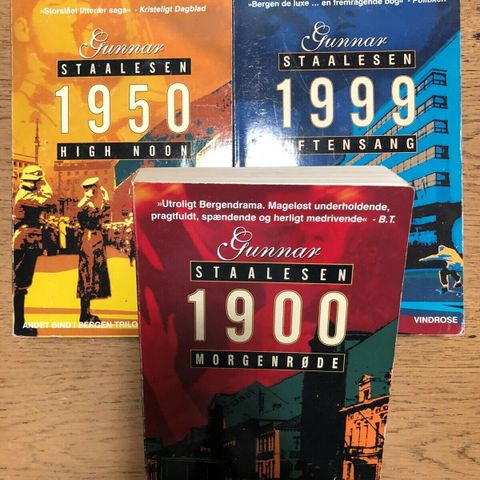 »Storslået litterær saga« - Kristeligt Dagblad
Gunnar
STAALESEN
1950
HIGH NOON
ANDET BIND I BERGEN-TRILO
»Bergen de luxe ... en fremragende bog« - Politiken
Gunnar
STAALESEN
1999
FTENSANG
VINDROSE
»Utroligt Bergendrama. Mageløst underholdende,
pragtfuldt, spændende og herligt medrivende« - B.T.
Gunnar
STAALESEN
1900
MORGENRØDE